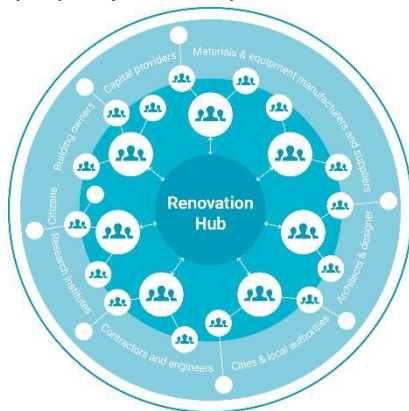 Renovation
Hub
Capital providers
Materials & equipment manufacturers and suppliers
Architects & designer
Cities & local authorities
Contractors and engineers
Research institutes
Citizens
Building owners